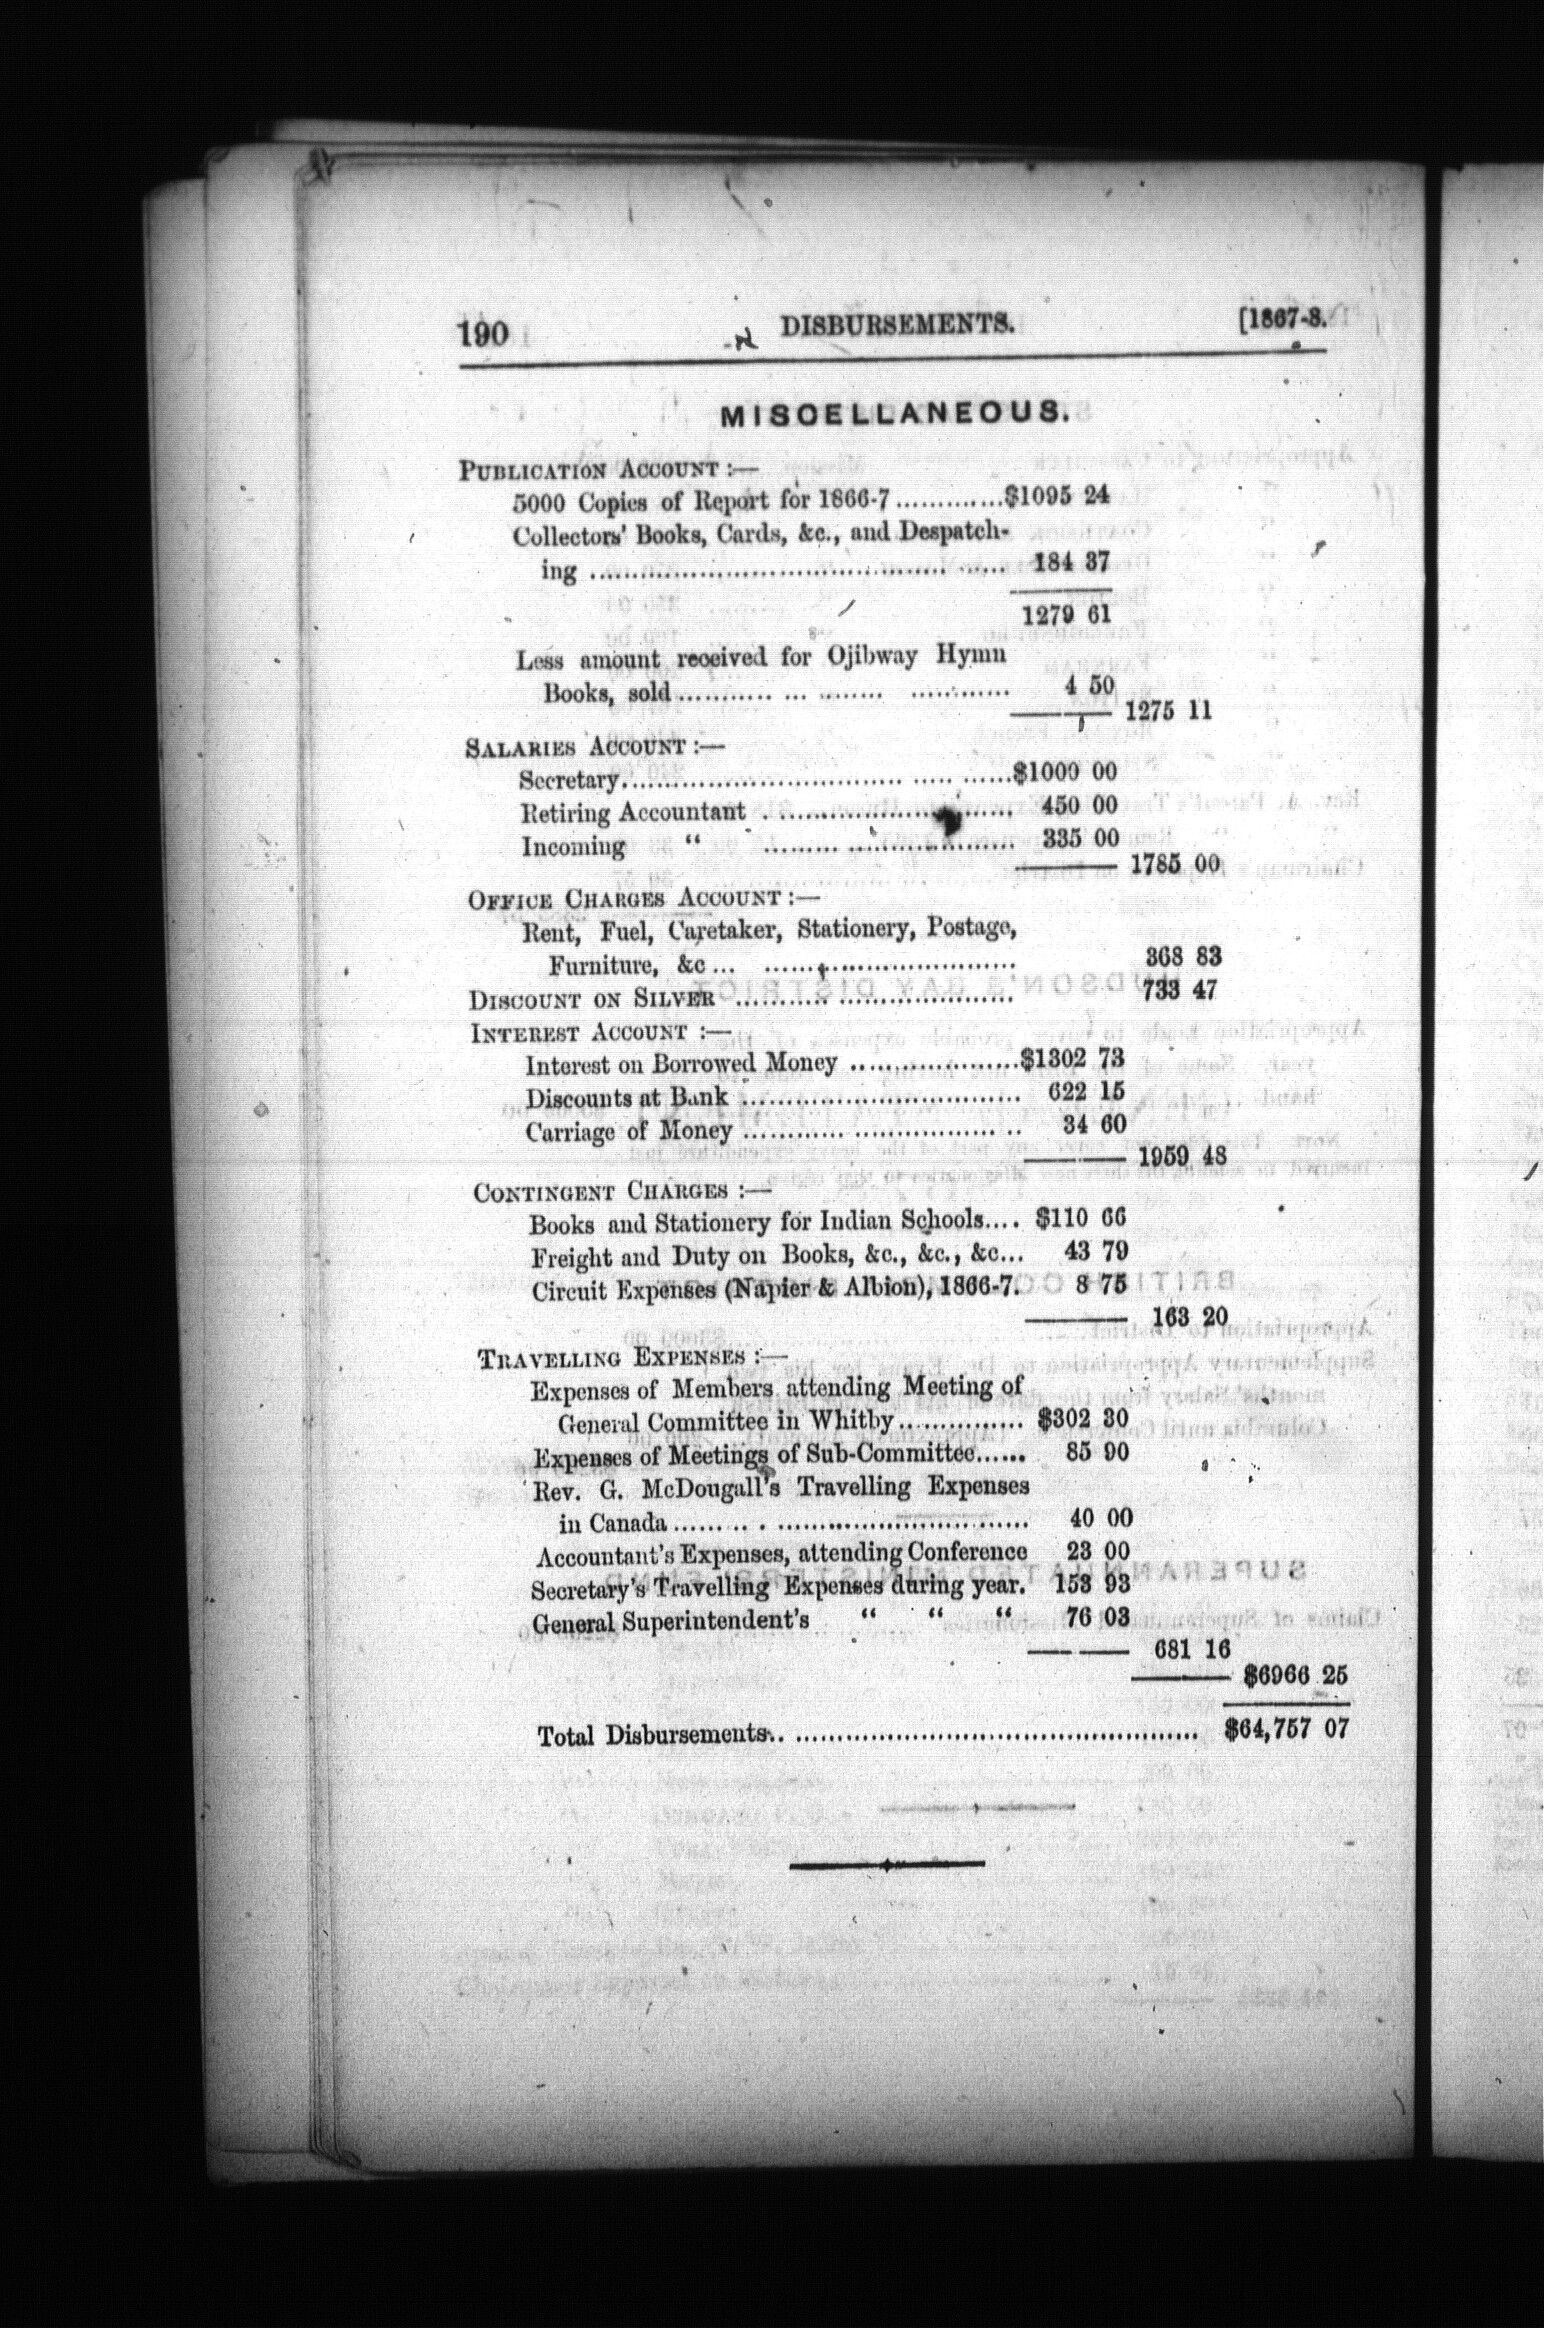 190 DISBURSEMENTS. [1867-8.
MISCELLANEOUS.
PUBLICATION ACCOUNT :—
5000 Copies of Report for 1866-7 ............. $1095 24
Collectors' Books, Cards, &c., and Despatch-
ing ............................................ 184 37
1279 61
Less amount received for Ojibway Hymn
Books, sold ........... ... ........ ............ 4 50
1275 11
SALARIES ACCOUNT :—
Secretary.................................. ..... ......$1000 00
Retiring Accountant . ............................ 450 00
Incoming " ......... .................... 335 00
1785 00
OFFICE CHARGES ACCOUNT :—
Rent, Fuel, Caretaker, Stationery, Postage,
Furniture, &c ... .............................. 368 83
DISCOUNT ON SILVER ........... ..................... 733 47
INTEREST ACCOUNT :—
Interest on Borrowed Money ....................$1302 73
Discounts at Bank ................................. 622 15
Carriage of Money ............ .................... .. 34 60
1959 48
CONTINGENT CHARGES :—
Books and Stationery for Indian Schools.... $110 66
Freight and Duty on Books, &c., &c., &c... 43 79
Circuit Expenses (Napier & Albion), 1866-7. 8 75
163 20
TRAVELLING EXPENSES :—
Expenses of Members attending Meeting of
General Committee in Whitby............... $302 30
Expenses of Meetings of Sub-Committee...... 85 90
Rev. G. McDougall's Travelling Expenses
in Canada ...... .. . ....................... ...... 40 00
Accountant's Expenses, attending Conference 23 00
Secretary's Travelling Expenses during year. 153 93
General Superintendent's " " " 76 03
681 16
$6966 25
Total Disbursements.. ................................................ $64,757 07